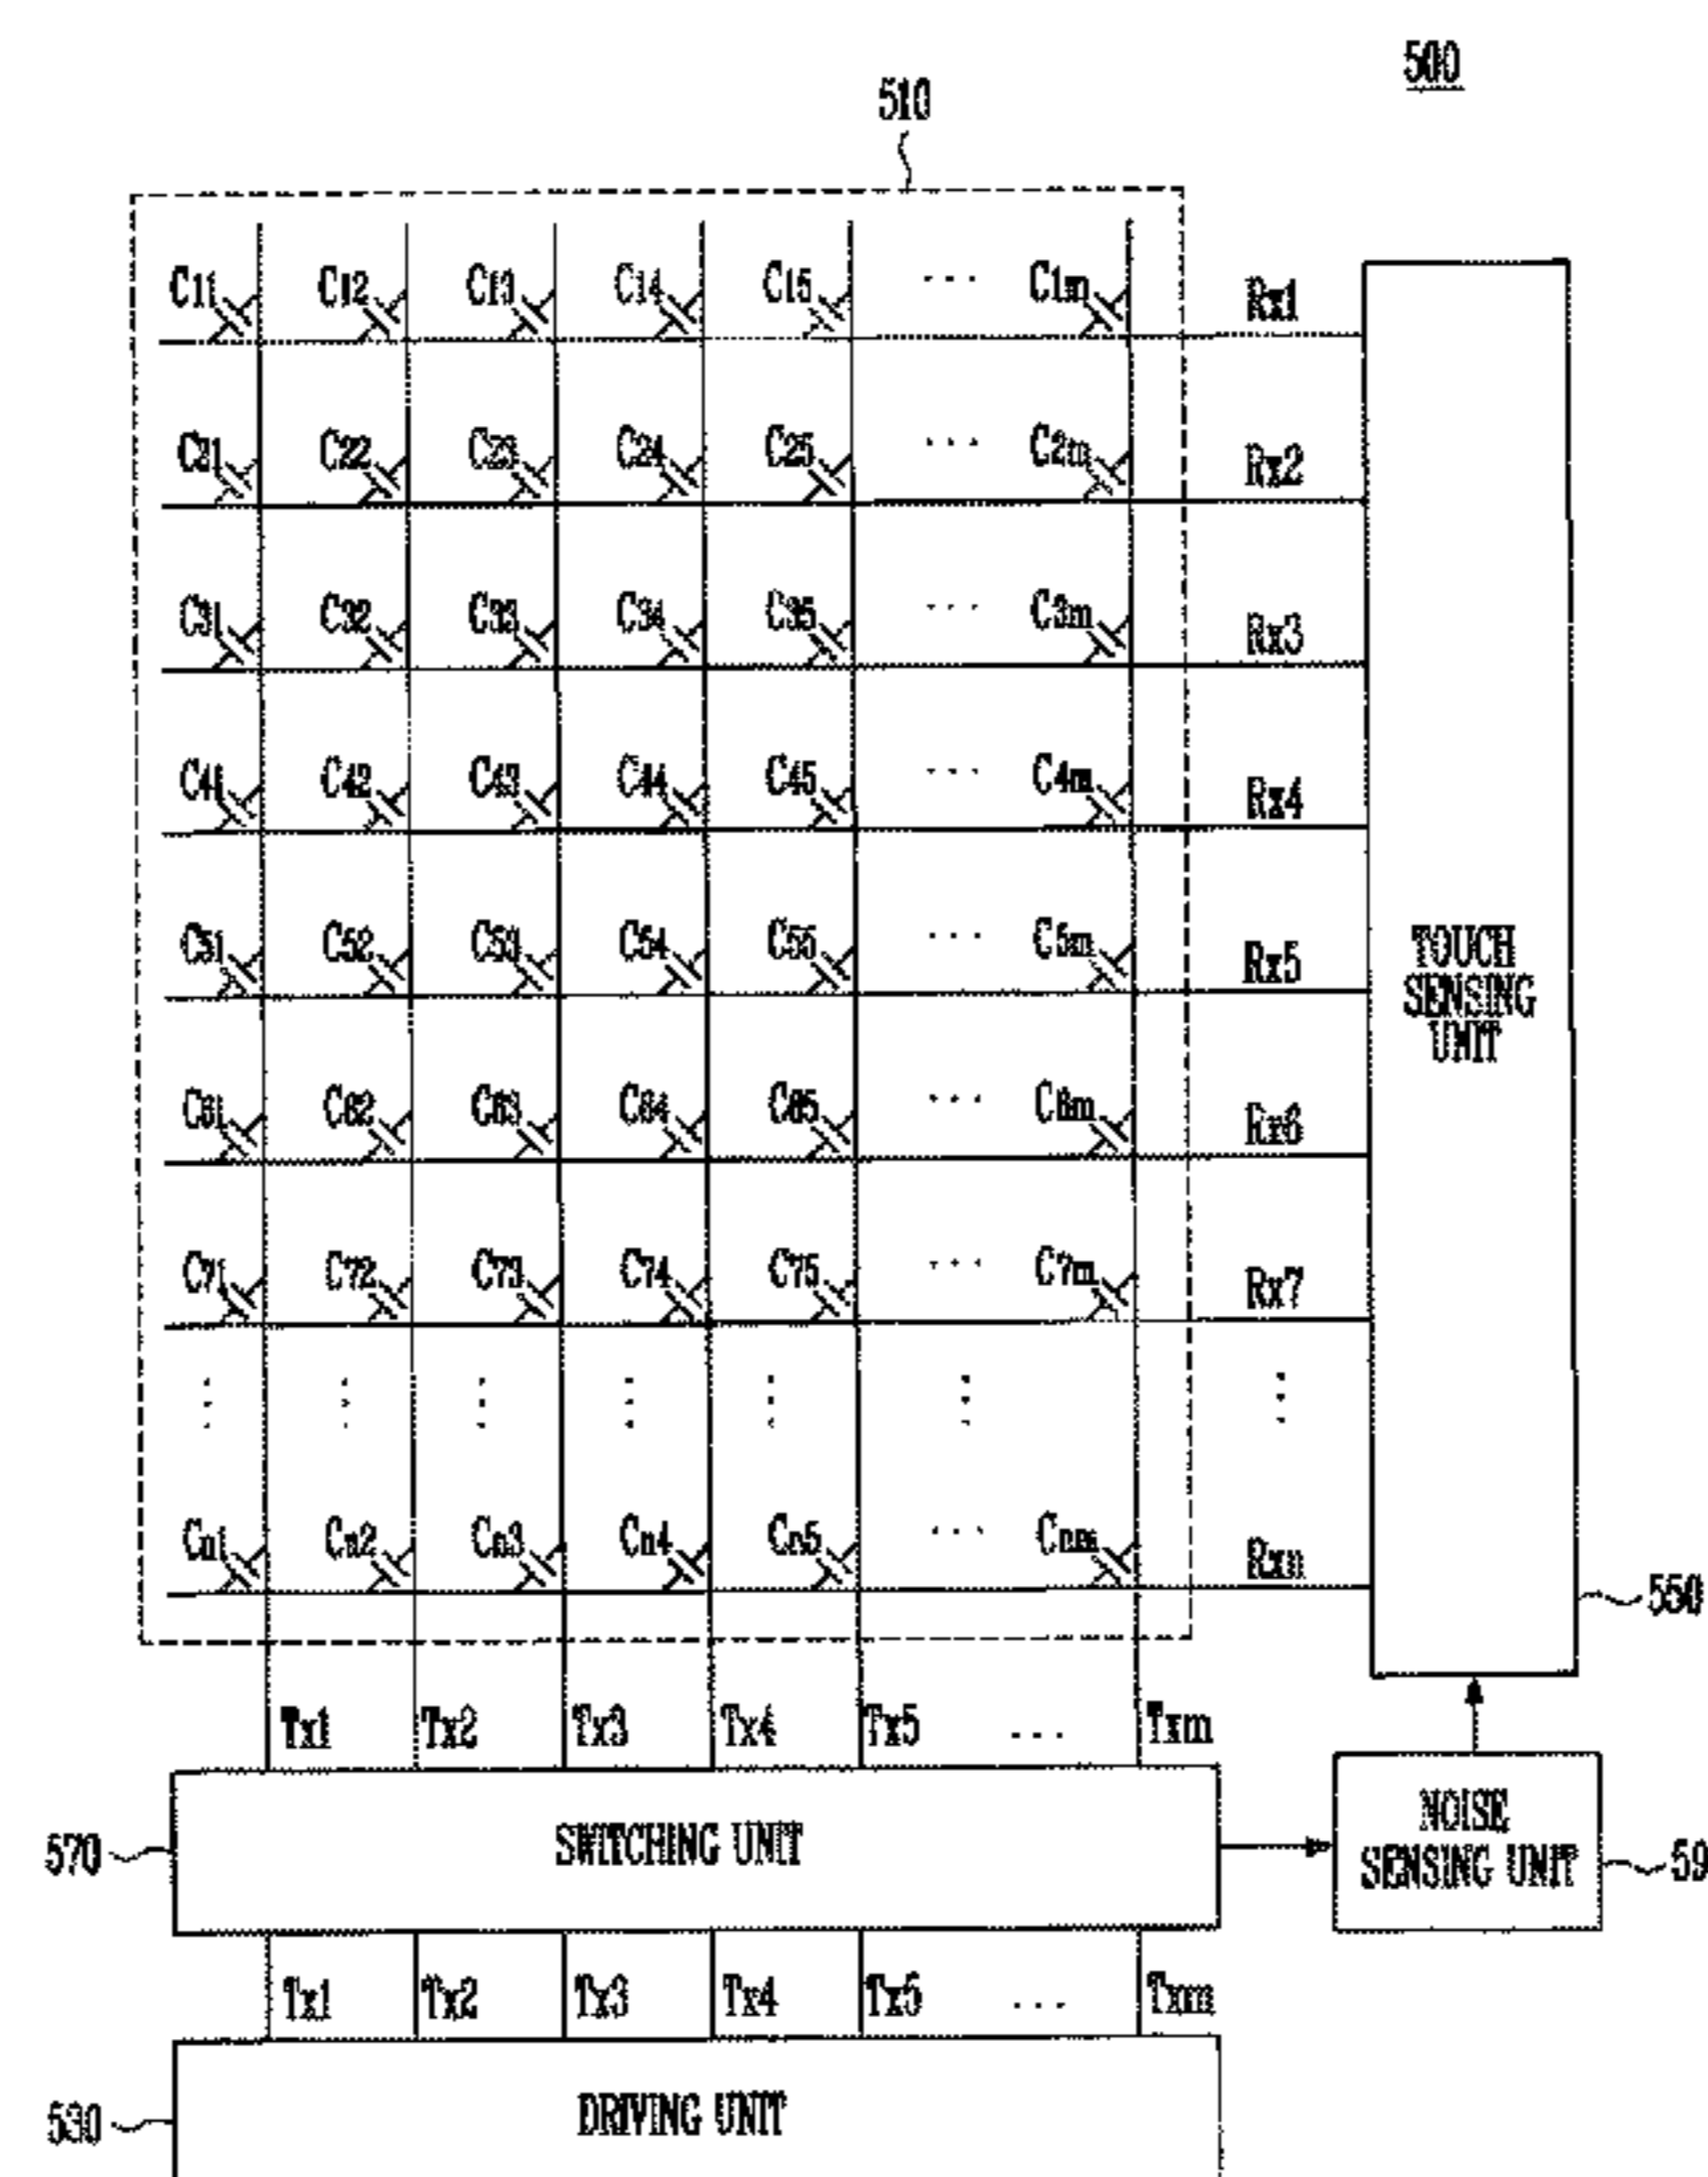 500
510
C11 C12 C13 C14 C15 ... C1m Rx1
C21 C22 C23 C24 C25 ... C2m Rx2
C31 C32 C33 C34 C35 ... C3m Rx3
C41 C42 C43 C44 C45 ... C4m Rx4
C51 C52 C53 C54 C55 ... C5m Rx5
TOUCH
SENSING
UNIT
C61 C62 C63 C64 C65 ... C6m Rx6
C71 C72 C73 C74 C75 ... C7m Rx7
Cn1 Cn2 Cn3 Cn4 Cn5 ... Cnm Rxn
550
Tx1 Tx2 Tx3 Tx4 Tx5 ... Txm
570
SWITCHING UNIT
NOISE
SENSING UNIT
59
Tx1 Tx2 Tx3 Tx4 Tx5 ... Txm
530
DRIVING UNIT